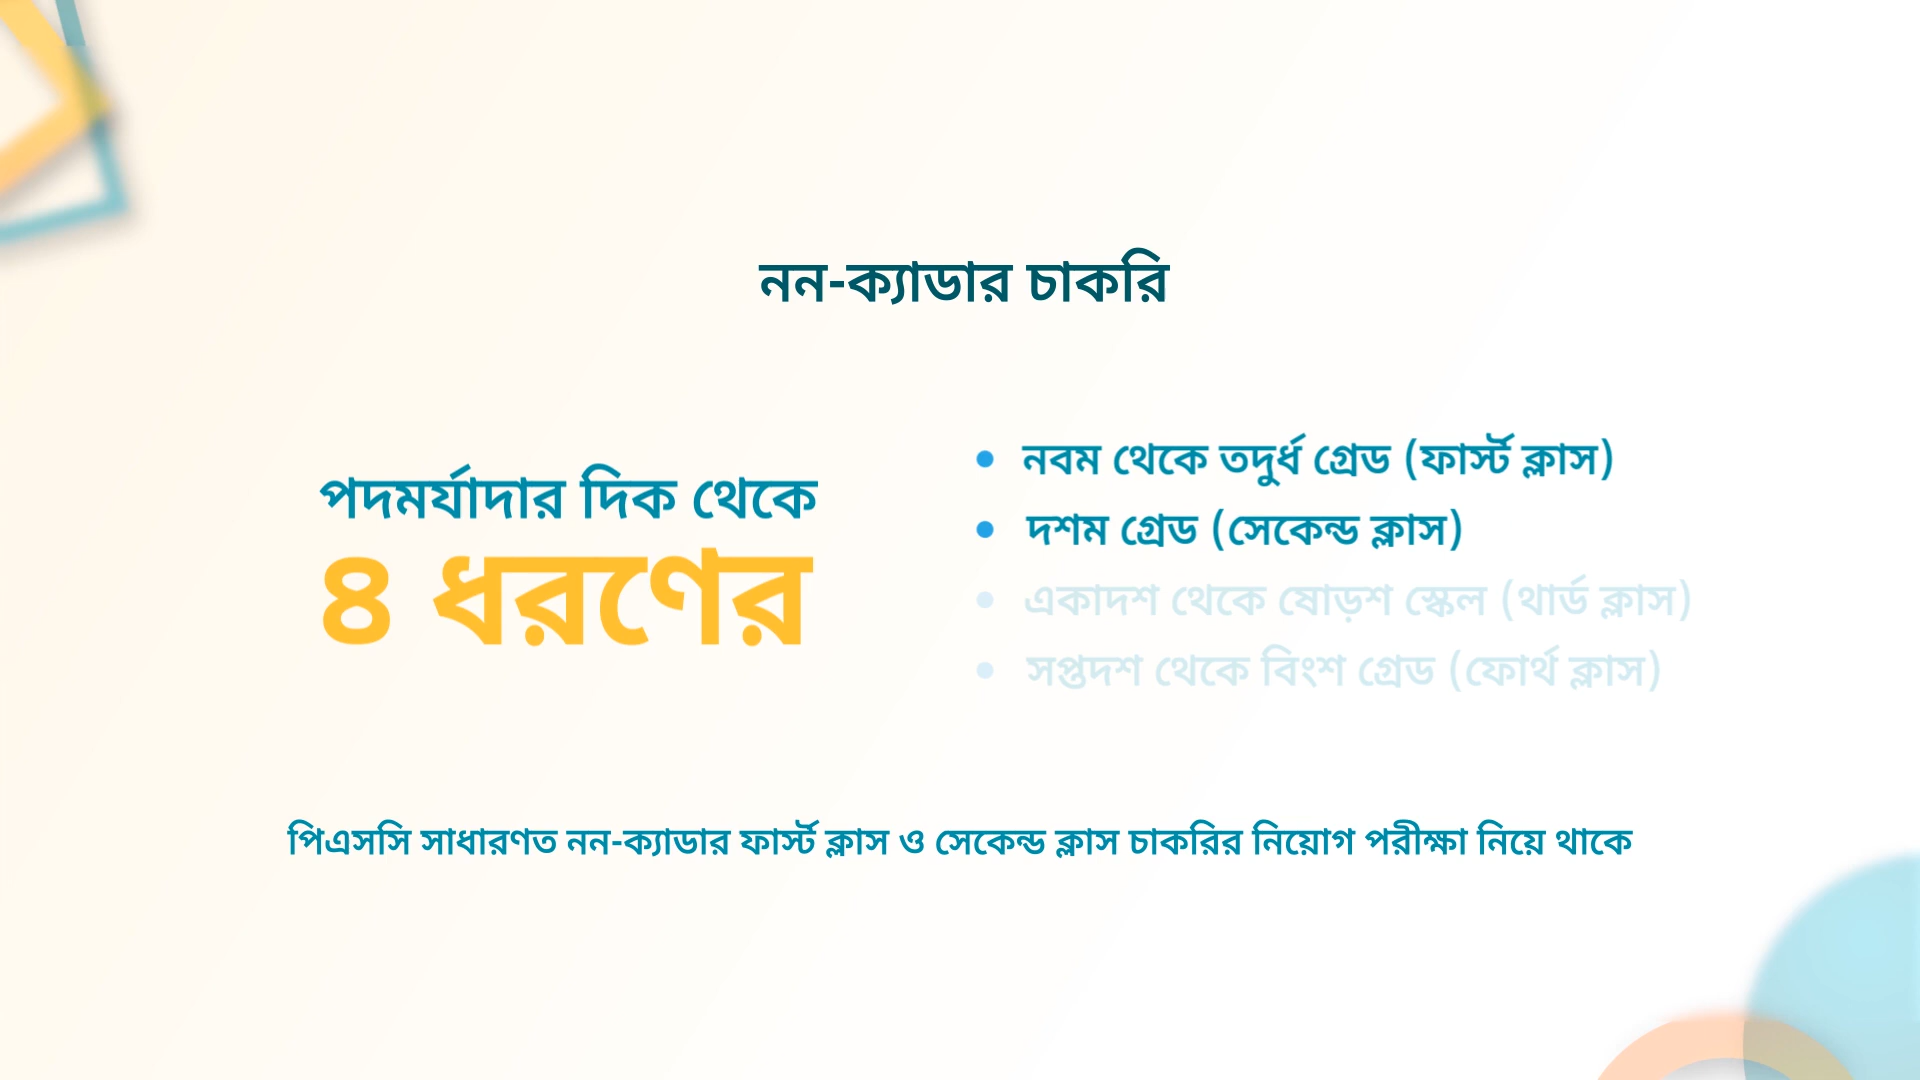 নন-ক্যাডার চাকরি
পদমর্যাদার দিক থেকে
৪ ধরণের
• নবম থেকে তদুর্ধ গ্রেড (ফার্স্ট ক্লাস)
• দশম গ্রেড (সেকেন্ড ক্লাস)
• একাদশ থেকে ষোড়শ স্কেল (থার্ড ক্লাস)
• সপ্তদশ থেকে বিংশ গ্রেড (ফোর্থ ক্লাস)
পিএসসি সাধারণত নন-ক্যাডার ফার্স্ট ক্লাস ও সেকেন্ড ক্লাস চাকরির নিয়োগ পরীক্ষা নিয়ে থাকে